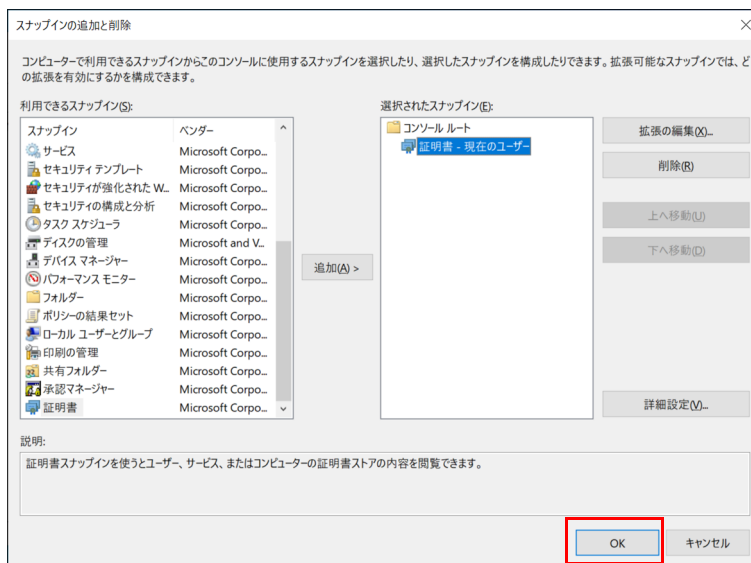 スナップインの追加と削除
コンピューターで利用できるスナップインからこのコンソールに使用するスナップインを選択したり、選択したスナップインを構成したりできます。拡張可能なスナップインでは、ど
の拡張を有効にするかを構成できます。
利用できるスナップイン(S):
スナップイン ベンダー
サービス Microsoft Corpo...
セキュリティ テンプレート Microsoft Corpo...
セキュリティが強化された W... Microsoft Corpo...
セキュリティの構成と分析 Microsoft Corpo...
タスク スケジューラ Microsoft Corpo...
ディスクの管理 Microsoft and V...
デバイス マネージャー Microsoft Corpo...
パフォーマンス モニター Microsoft Corpo...
フォルダー Microsoft Corpo...
ポリシーの結果セット Microsoft Corpo...
ローカル ユーザーとグループ Microsoft Corpo...
印刷の管理 Microsoft Corpo...
共有フォルダー Microsoft Corpo...
承認マネージャー Microsoft Corpo...
証明書 Microsoft Corpo...
追加(A) >
選択されたスナップイン(E):
コンソール ルート
証明書 - 現在のユーザー
拡張の編集(X)...
削除(R)
上へ移動(U)
下へ移動(D)
詳細設定(V)...
説明:
証明書スナップインを使うとユーザー、サービス、またはコンピューターの証明書ストアの内容を閲覧できます。
OK キャンセル